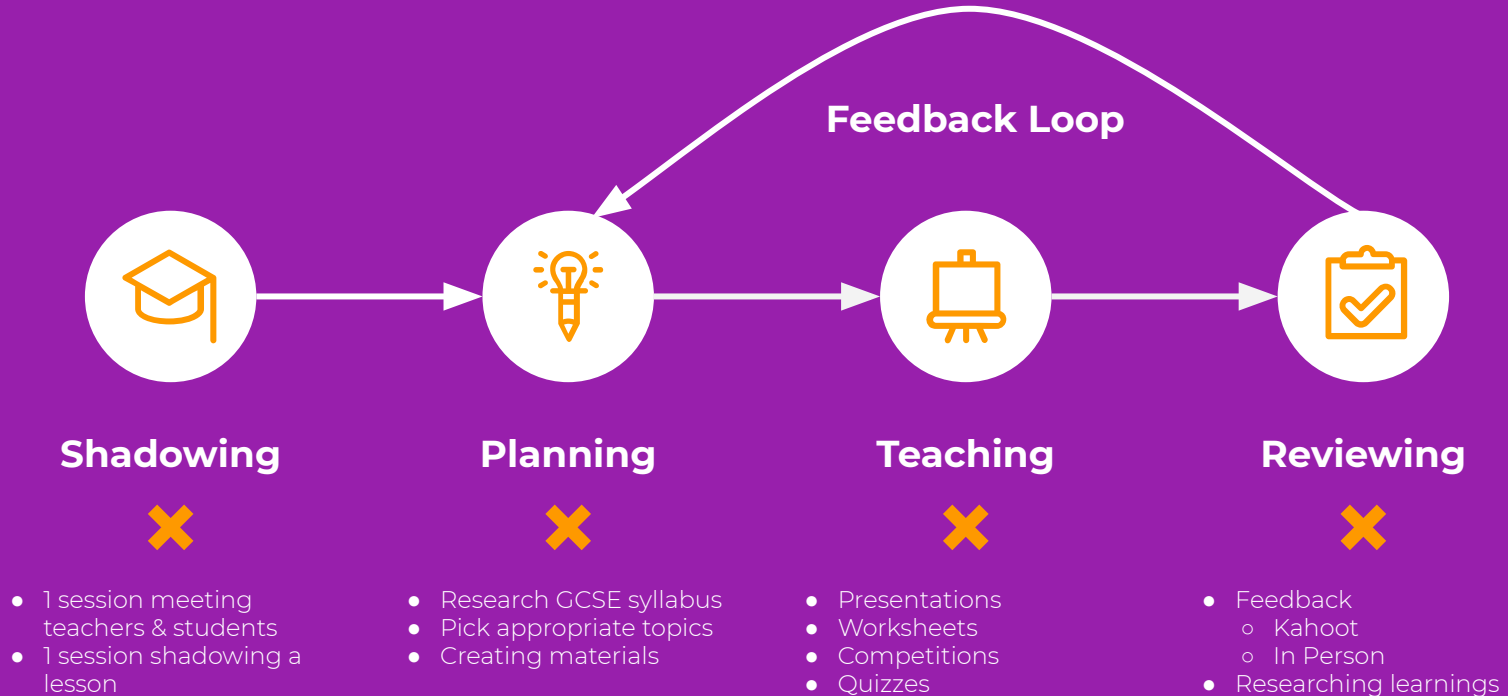 Feedback Loop
Shadowing
● 1 session meeting
teachers & students
● 1 session shadowing a
lesson
Planning
● Research GCSE syllabus
● Pick appropriate topics
● Creating materials
Teaching
● Presentations
● Worksheets
● Competitions
● Quizzes
Reviewing
● Feedback
○ Kahoot
○ In Person
● Researching learnings